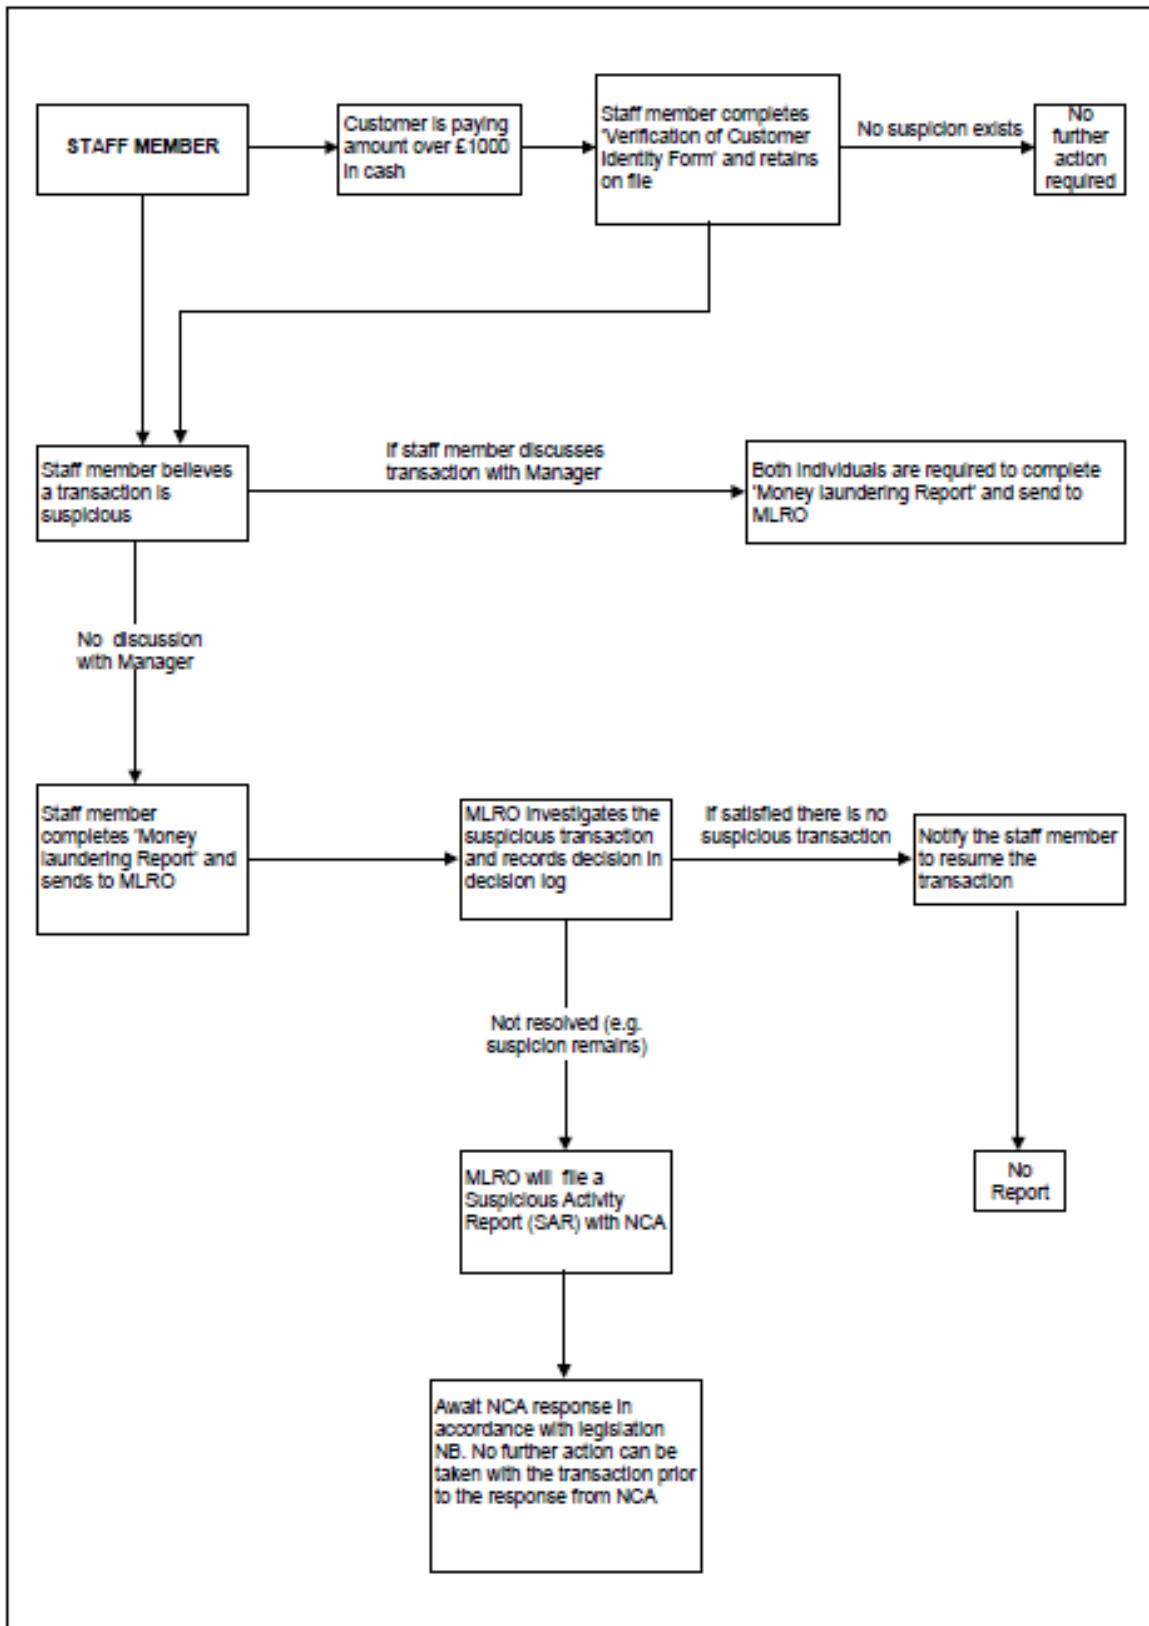 STAFF MEMBER
Customer is paying
amount over £1000
in cash
Staff member completes
'Verification of Customer
Identity Form' and retains
on file
No suspicion exists
No
further
action
required
Staff member believes
a transaction is
suspicious
If staff member discusses
transaction with Manager
Both individuals are required to complete
'Money laundering Report' and send to
MLRO
No discussion
with Manager
Staff member
completes 'Money
laundering Report' and
sends to MLRO
MLRO investigates the
suspicious transaction
and records decision in
decision log
If satisfied there is no
suspicious transaction
Notify the staff member
to resume the
transaction
Not resolved (e.g.
suspicion remains)
MLRO will file a
Suspicious Activity
Report (SAR) with NCA
No
Report
Await NCA response in
accordance with legislation
NB. No further action can be
taken with the transaction prior
to the response from NCA